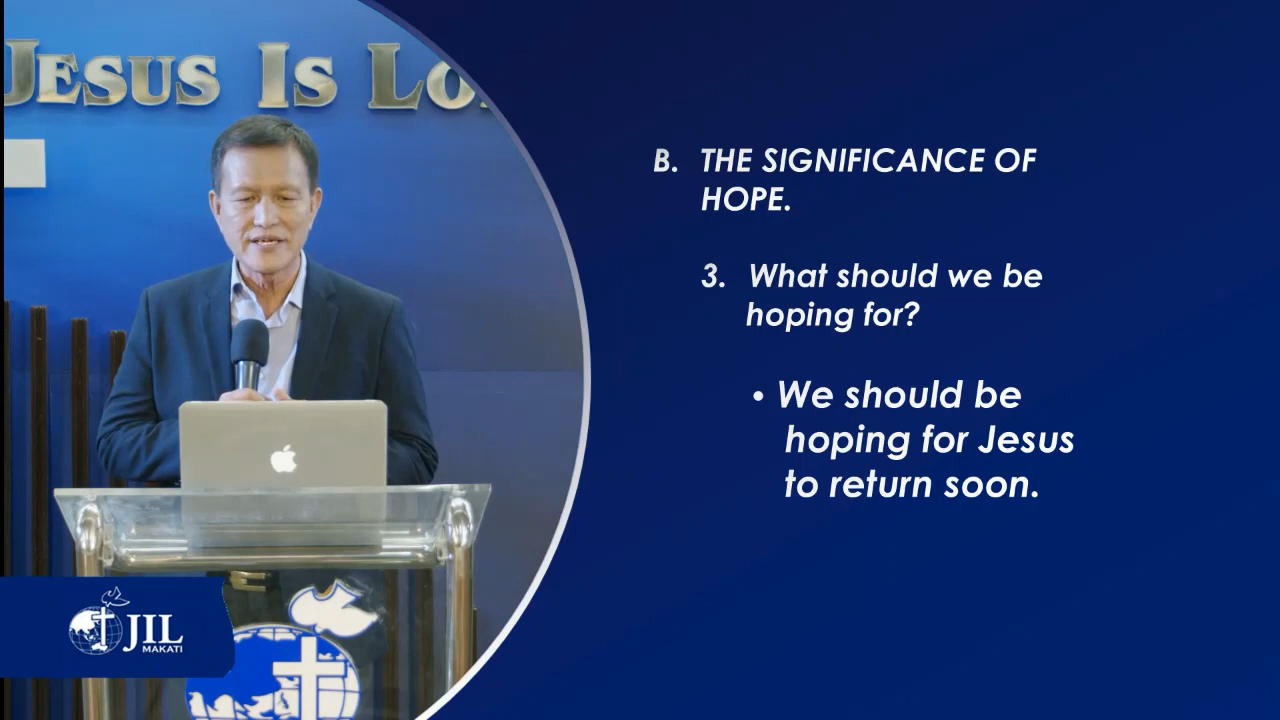 JESUS IS LO
B. THE SIGNIFICANCE OF
HOPE.
3. What should we be
hoping for?
• We should be
hoping for Jesus
to return soon.
JIL
MAKATI